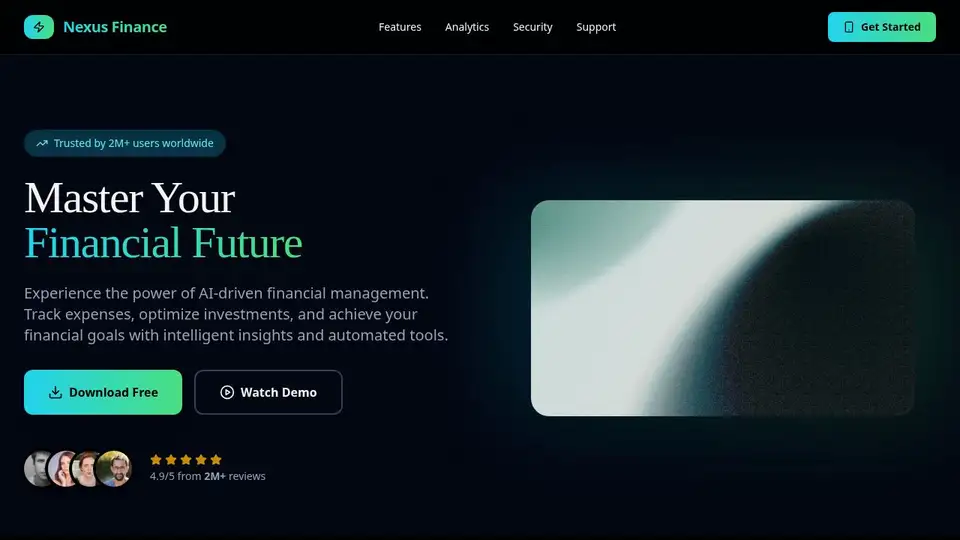 Nexus Finance
Features
Analytics
Security
Support
Get Started
Trusted by 2M+ users worldwide
Master Your
Financial Future
Experience the power of AI-driven financial management.
Track expenses, optimize investments, and achieve your
financial goals with intelligent insights and automated tools.
Download Free
Watch Demo
4.9/5 from 2M+ reviews